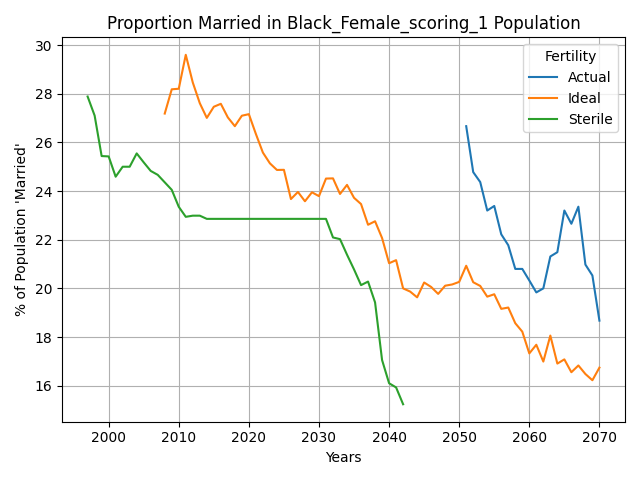 Proportion Married in Black_Female_scoring_1 Population
% of Population 'Married'
30
28
26
24
22
20
18
16
Fertility
Actual
Ideal
Sterile
2000 2010 2020 2030 2040 2050 2060 2070
Years